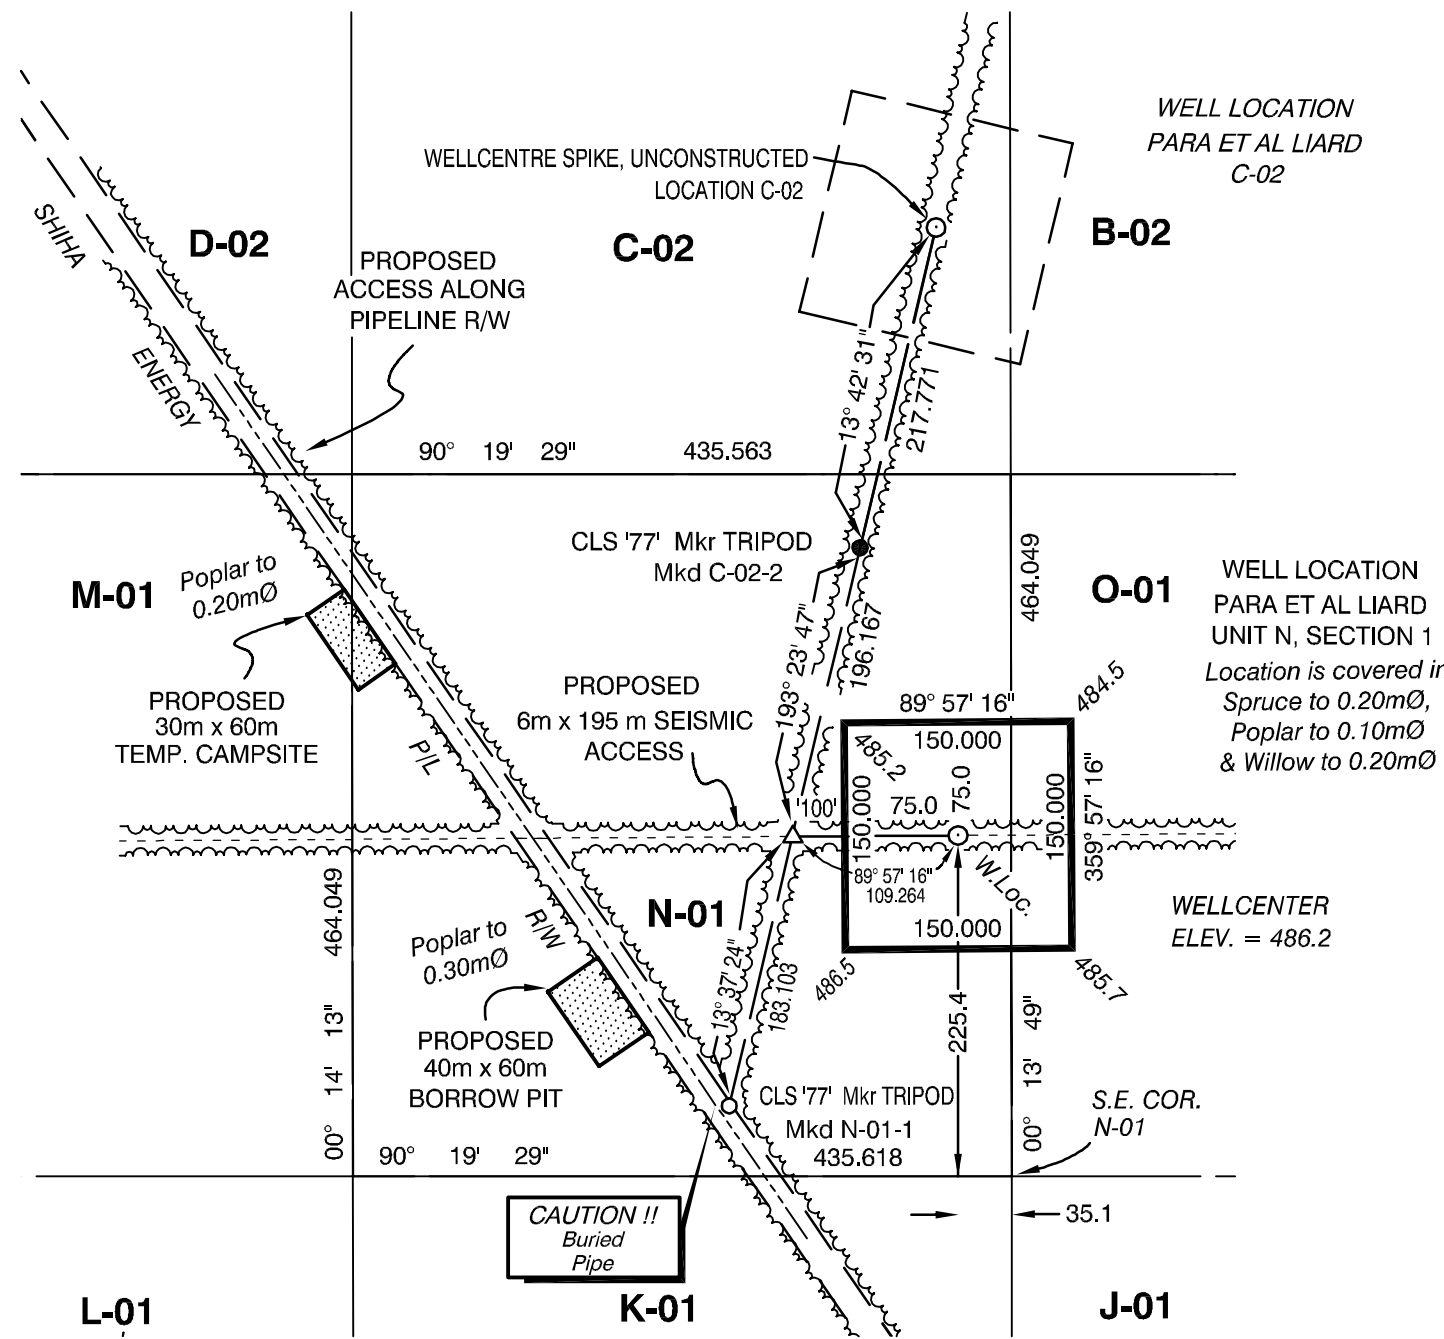 WELL LOCATION
PARA ET AL LIARD
C-02
WELLCENTRE SPIKE, UNCONSTRUCTED
LOCATION C-02
D-02
C-02
B-02
SHIHA
ENERGY
P/L
R/W
PROPOSED
ACCESS ALONG
PIPELINE R/W
13° 42' 31"
217.771
90° 19' 29"
435.563
CLS '77' Mkr TRIPOD
Mkd C-02-2
464.049
M-01
Poplar to
0.20mØ
O-01
WELL LOCATION
PARA ET AL LIARD
UNIT N, SECTION 1
Location is covered in
Spruce to 0.20mØ,
Poplar to 0.10mØ
& Willow to 0.20mØ
193° 23' 47"
196.167
PROPOSED
30m x 60m
TEMP. CAMPSITE
PROPOSED
6m x 195 m SEISMIC
ACCESS
89° 57' 16"
484.5
150.000
485.2
'100'
75.0
75.0
150.000
150.000
359° 57' 16"
89° 57' 16"
109.264
W.Loc.
150.000
486.5
485.7
WELLCENTER
ELEV. = 486.2
N-01
464.049
00° 14' 13"
Poplar to
0.30mØ
13° 37' 24"
183.103
225.4
00° 13' 49"
PROPOSED
40m x 60m
BORROW PIT
CLS '77' Mkr TRIPOD
Mkd N-01-1
S.E. COR.
N-01
90° 19' 29"
435.618
35.1
CAUTION !!
Buried
Pipe
L-01
K-01
J-01